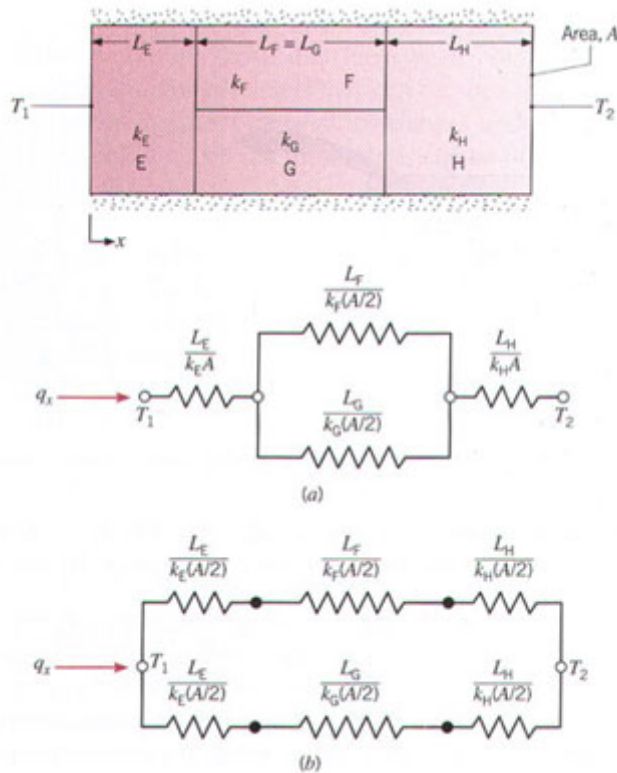 L_E L_F = L_G L_H Area, A
k_F F
T_1 T_2
k_E k_G k_H
E G H
x
L_F
k_F(A/2)
L_E L_H
k_EA k_HA
q_x T_1 T_2
L_G
k_G(A/2)
(a)
L_E L_F L_H
k_E(A/2) k_F(A/2) k_H(A/2)
q_x T_1 T_2
L_E L_G L_H
k_E(A/2) k_G(A/2) k_H(A/2)
(b)